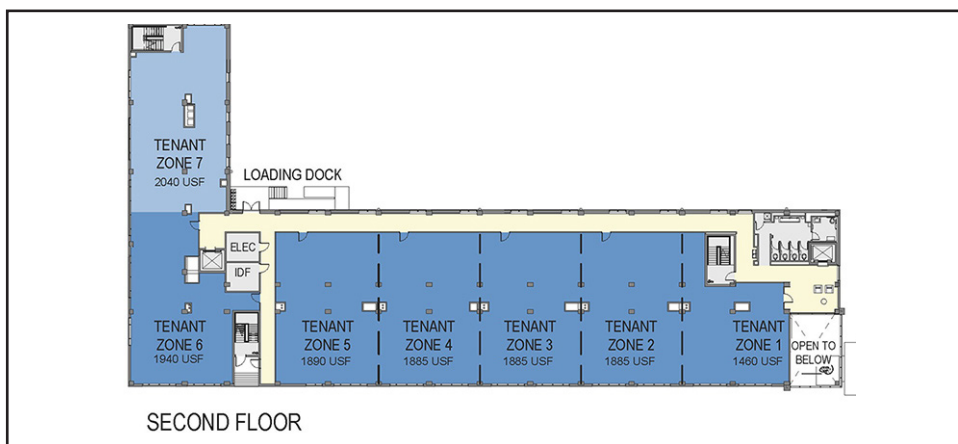 TENANT
ZONE 7
2040 USF
LOADING DOCK
ELEC
IDF
TENANT
ZONE 6
1940 USF
TENANT
ZONE 5
1890 USF
TENANT
ZONE 4
1885 USF
TENANT
ZONE 3
1885 USF
TENANT
ZONE 2
1885 USF
TENANT
ZONE 1
1460 USF
OPEN TO
BELOW
SECOND FLOOR